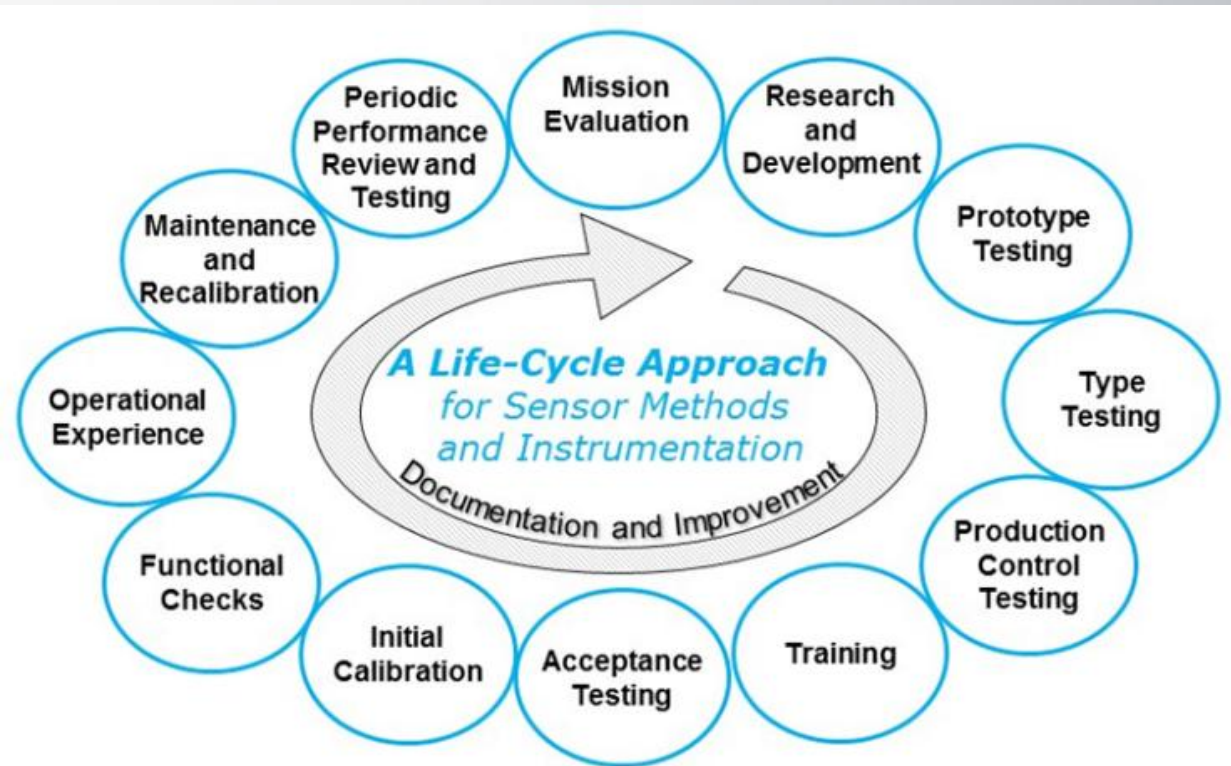 Mission
Evaluation
Research
and
Development
Prototype
Testing
Type
Testing
Production
Control
Testing
Training
Acceptance
Testing
Initial
Calibration
Functional
Checks
Operational
Experience
Maintenance
and
Recalibration
Periodic
Performance
Review and
Testing
A Life-Cycle Approach
for Sensor Methods
and Instrumentation
Documentation and Improvement